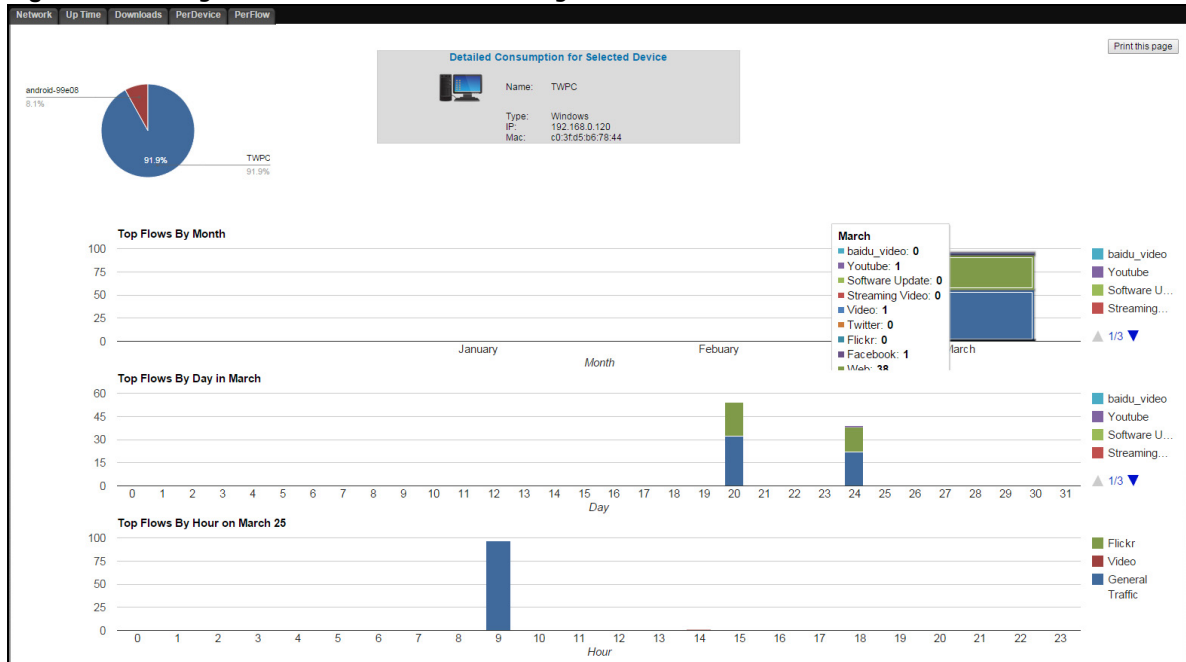 Network Up Time Downloads PerDevice PerFlow
Print this page
Detailed Consumption for Selected Device
Name: TWPC
Type: Windows
IP: 192.168.0.120
Mac: c0:3f:d5:b6:78:44
android-99e08
8.1%
91.9%
TWPC
91.9%
Top Flows By Month
100
75
50
25
0
January Febuary March
Month
March
baidu_video: 0
Youtube: 1
Software Update: 0
Streaming Video: 0
Video: 1
Twitter: 0
Flickr: 0
Facebook: 1
Web: 38
baidu_video
Youtube
Software U...
Streaming...
1/3
Top Flows By Day in March
60
45
30
15
0
0 1 2 3 4 5 6 7 8 9 10 11 12 13 14 15 16 17 18 19 20 21 22 23 24 25 26 27 28 29 30 31
Day
baidu_video
Youtube
Software U...
Streaming...
1/3
Top Flows By Hour on March 25
100
75
50
25
0
0 1 2 3 4 5 6 7 8 9 10 11 12 13 14 15 16 17 18 19 20 21 22 23
Hour
Flickr
Video
General
Traffic